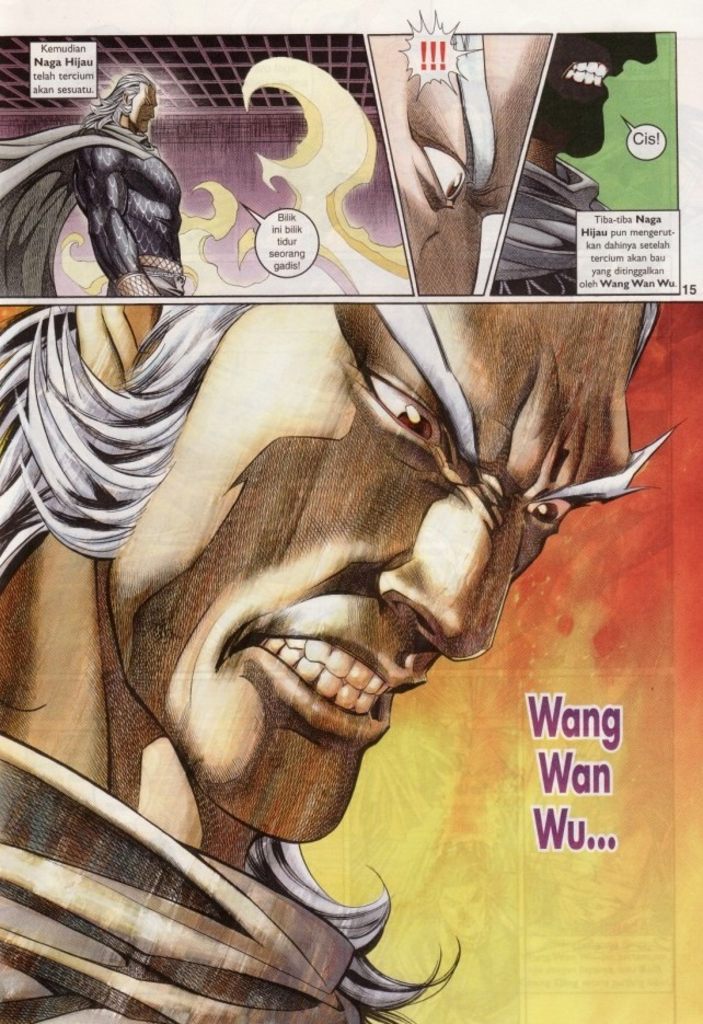 Kemudian
Naga Hijau
telah tercium
akan sesuatu.
Bilik
ini bilik
tidur
seorang
gadis!
!!!
Cis!
Tiba-tiba Naga
Hijau pun mengerut-
kan dahinya setelah
tercium akan bau
yang ditinggalkan
oleh Wang Wan Wu.
15
Wang
Wan
Wu...